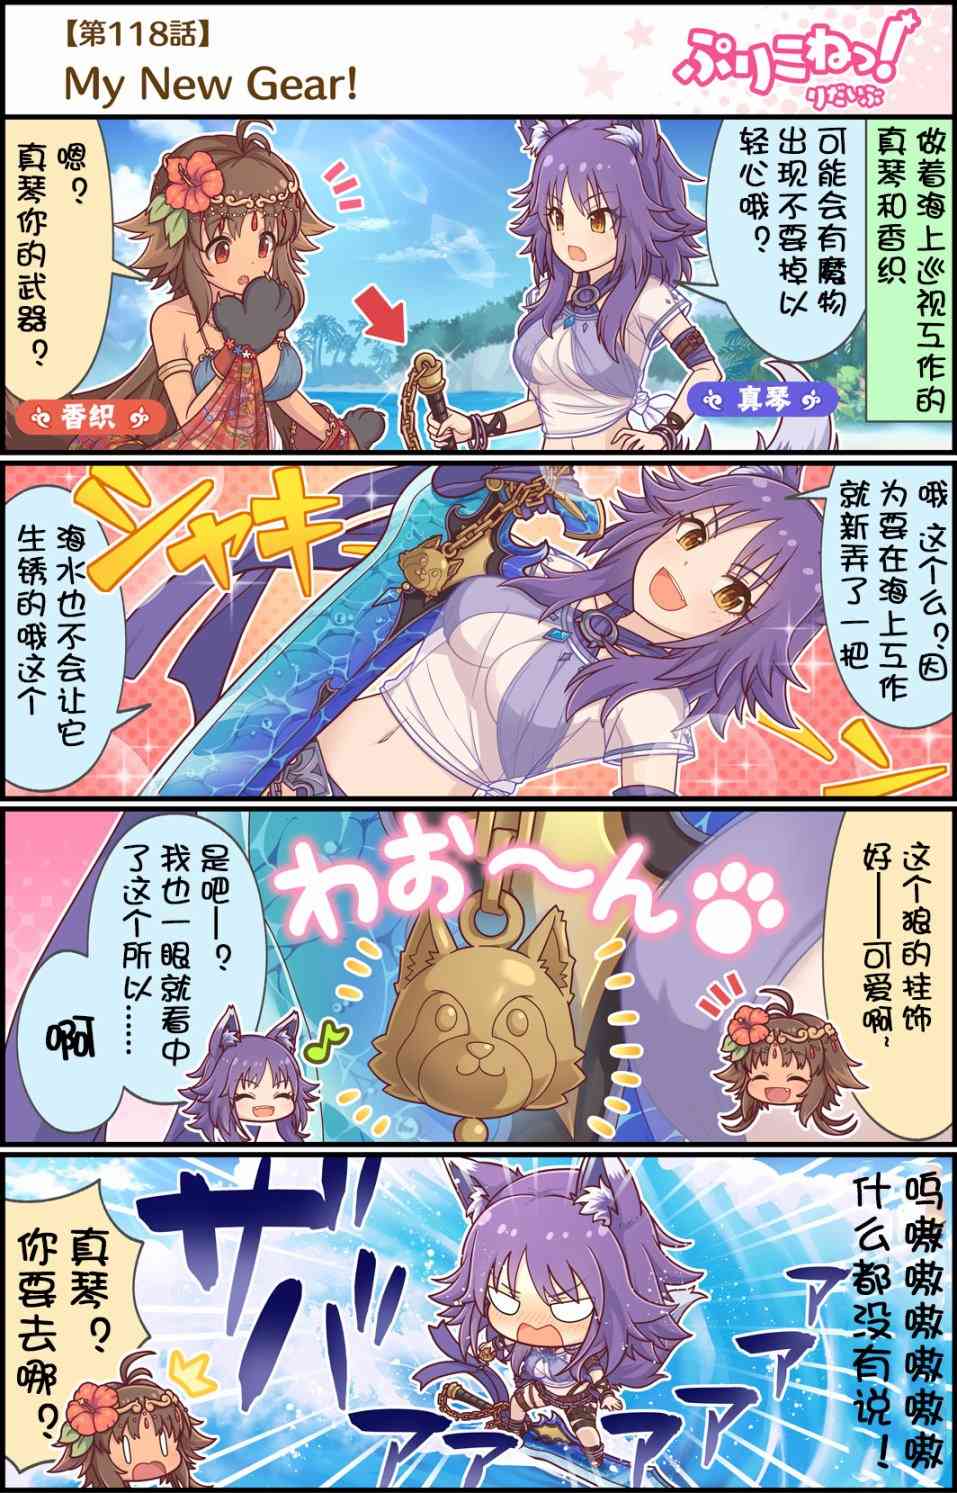 【第118話】
My New Gear!
ぷりこねっ!
りだいぶ
做着海上巡视工作的
真琴和香织
可能会有魔物
出现不要掉以
轻心哦?
嗯?
真琴你的武器?
香织
真琴
哦 这个么?因
为要在海上工作
就新弄了一把
シャキーン
海水也不会让它
生锈的哦这个
这个狼的挂饰
好——可爱啊~
わお〜ん
是吧—?
我也一眼就看中
了这个所以……
啊
呜嗷嗷嗷嗷嗷嗷
什么都没有说!
ザバアアアアア
真琴?
你要去哪?